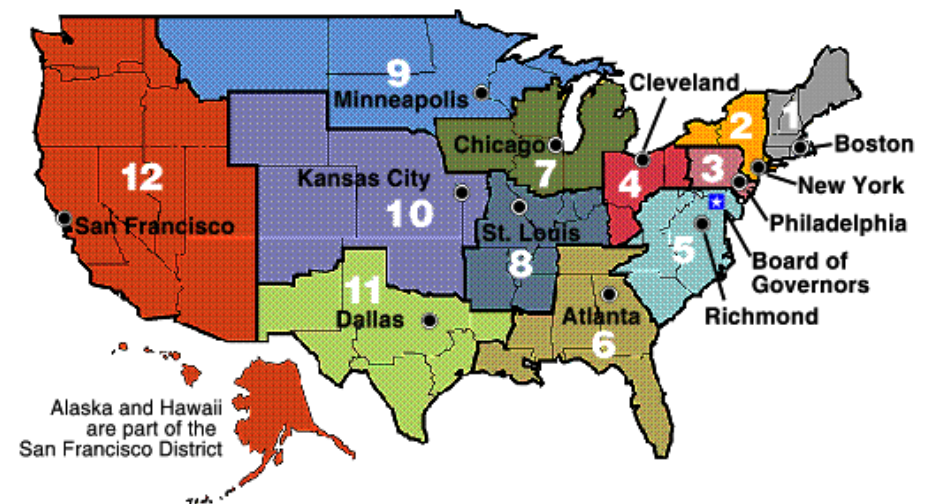 9
Minneapolis
Cleveland
2
1
Chicago
7
Boston
3
12
Kansas City
4
New York
10
San Francisco
St. Louis
Philadelphia
5
8
Board of
Governors
11
Dallas
Atlanta
Richmond
6
Alaska and Hawaii
are part of the
San Francisco District